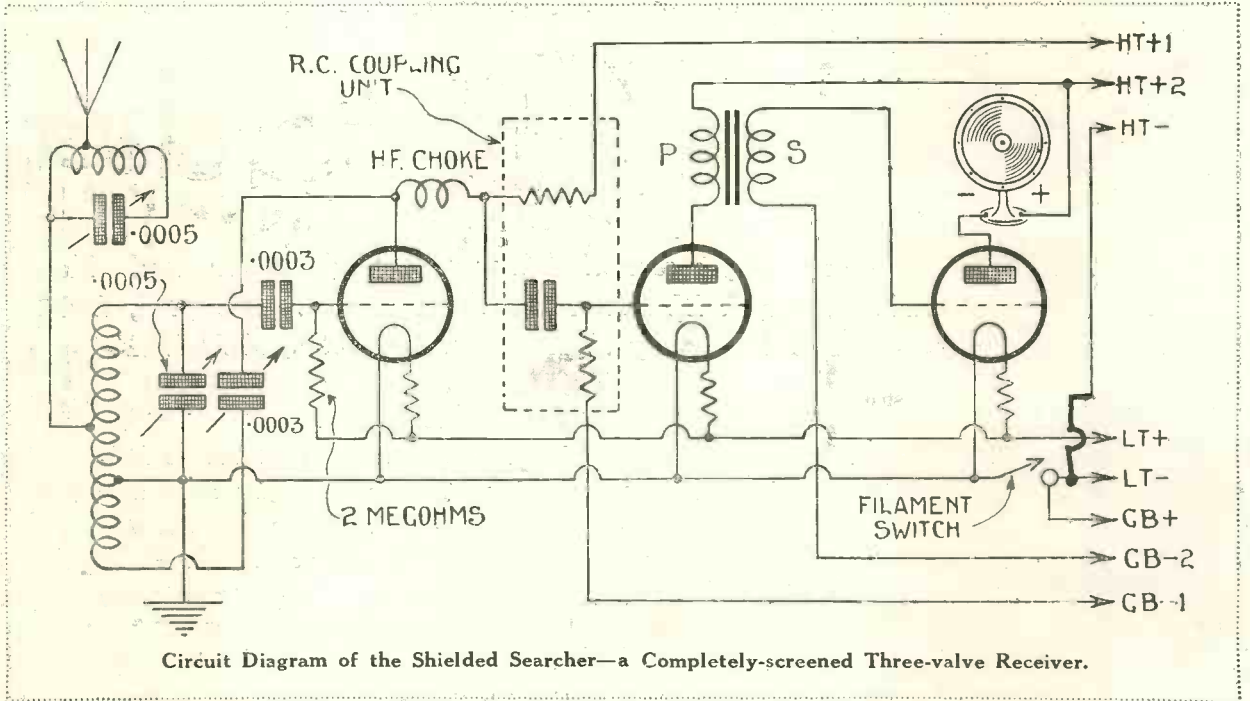 HT+1
R.C. COUPLING
UNIT
HT+2
HT-
H.F. CHOKE
P
S
- +
.0005
.0003
.0005
.0003
LT+
LT-
FILAMENT
SWITCH
2 MEGOHMS
GB+
GB-2
GB-1
Circuit Diagram of the Shielded Searcher—a Completely-screened Three-valve Receiver.